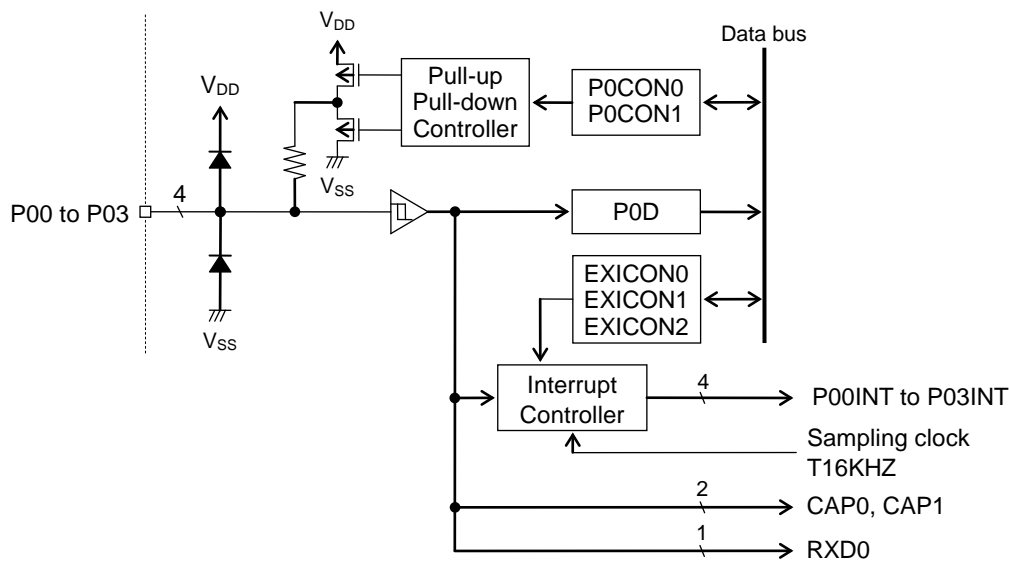 VDD
Data bus
VDD
Pull-up
Pull-down
Controller
P0CON0
P0CON1
VSS
P00 to P03
4
P0D
EXICON0
EXICON1
EXICON2
VSS
Interrupt
Controller
4
P00INT to P03INT
Sampling clock
T16KHZ
2
CAP0, CAP1
1
RXD0